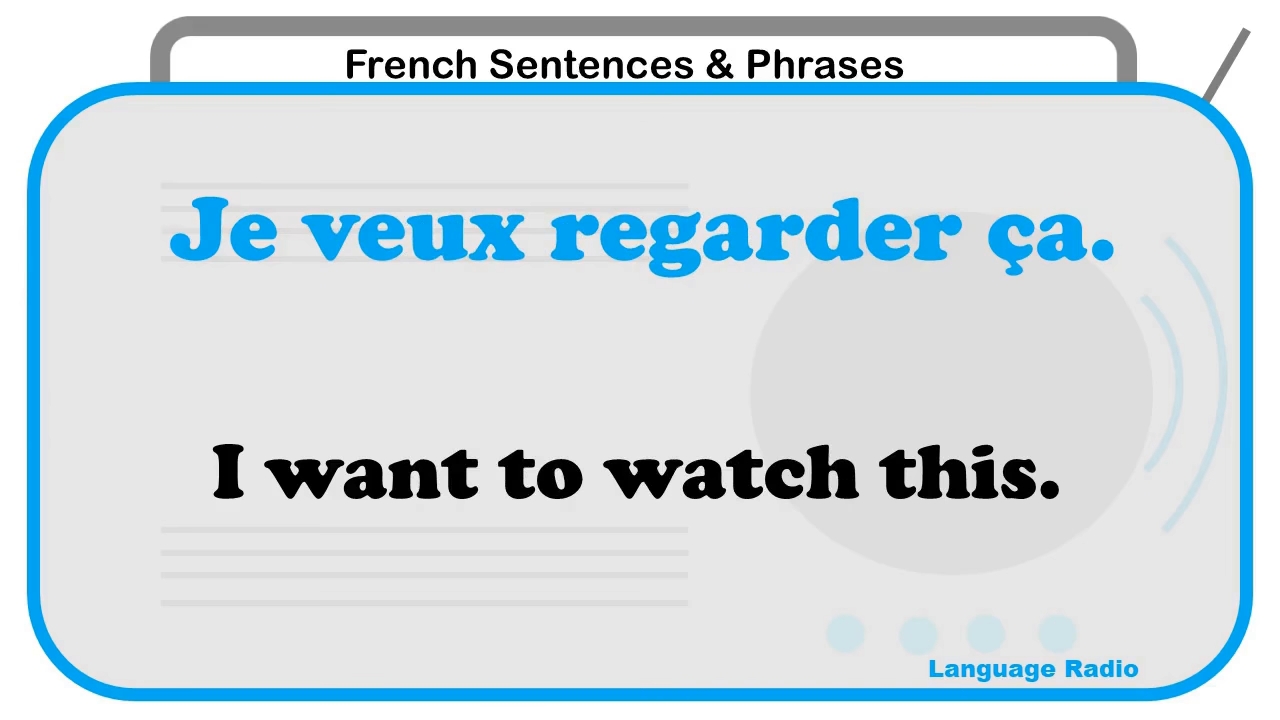 French Sentences & Phrases
Je veux regarder ça.
I want to watch this.
Language Radio